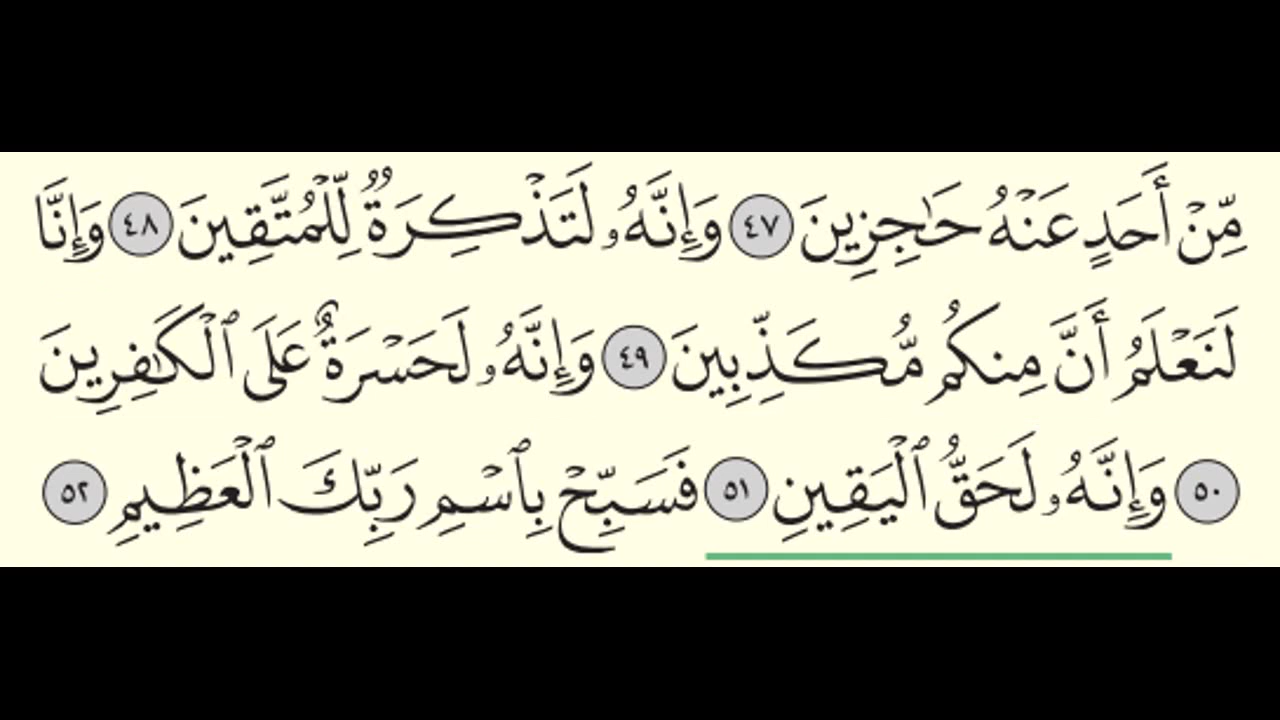 مِّنْ أَحَدٍ عَنْهُ حَـٰجِزِينَ ٤٧ وَإِنَّهُۥ لَتَذْكِرَةٌ لِّلْمُتَّقِينَ ٤٨ وَإِنَّا
لَنَعْلَمُ أَنَّ مِنكُم مُّكَذِّبِينَ ٤٩ وَإِنَّهُۥ لَحَسْرَةٌ عَلَى ٱلْكَـٰفِرِينَ
٥٠ وَإِنَّهُۥ لَحَقُّ ٱلْيَقِينِ ٥١ فَسَبِّحْ بِٱسْمِ رَبِّكَ ٱلْعَظِيمِ ٥٢